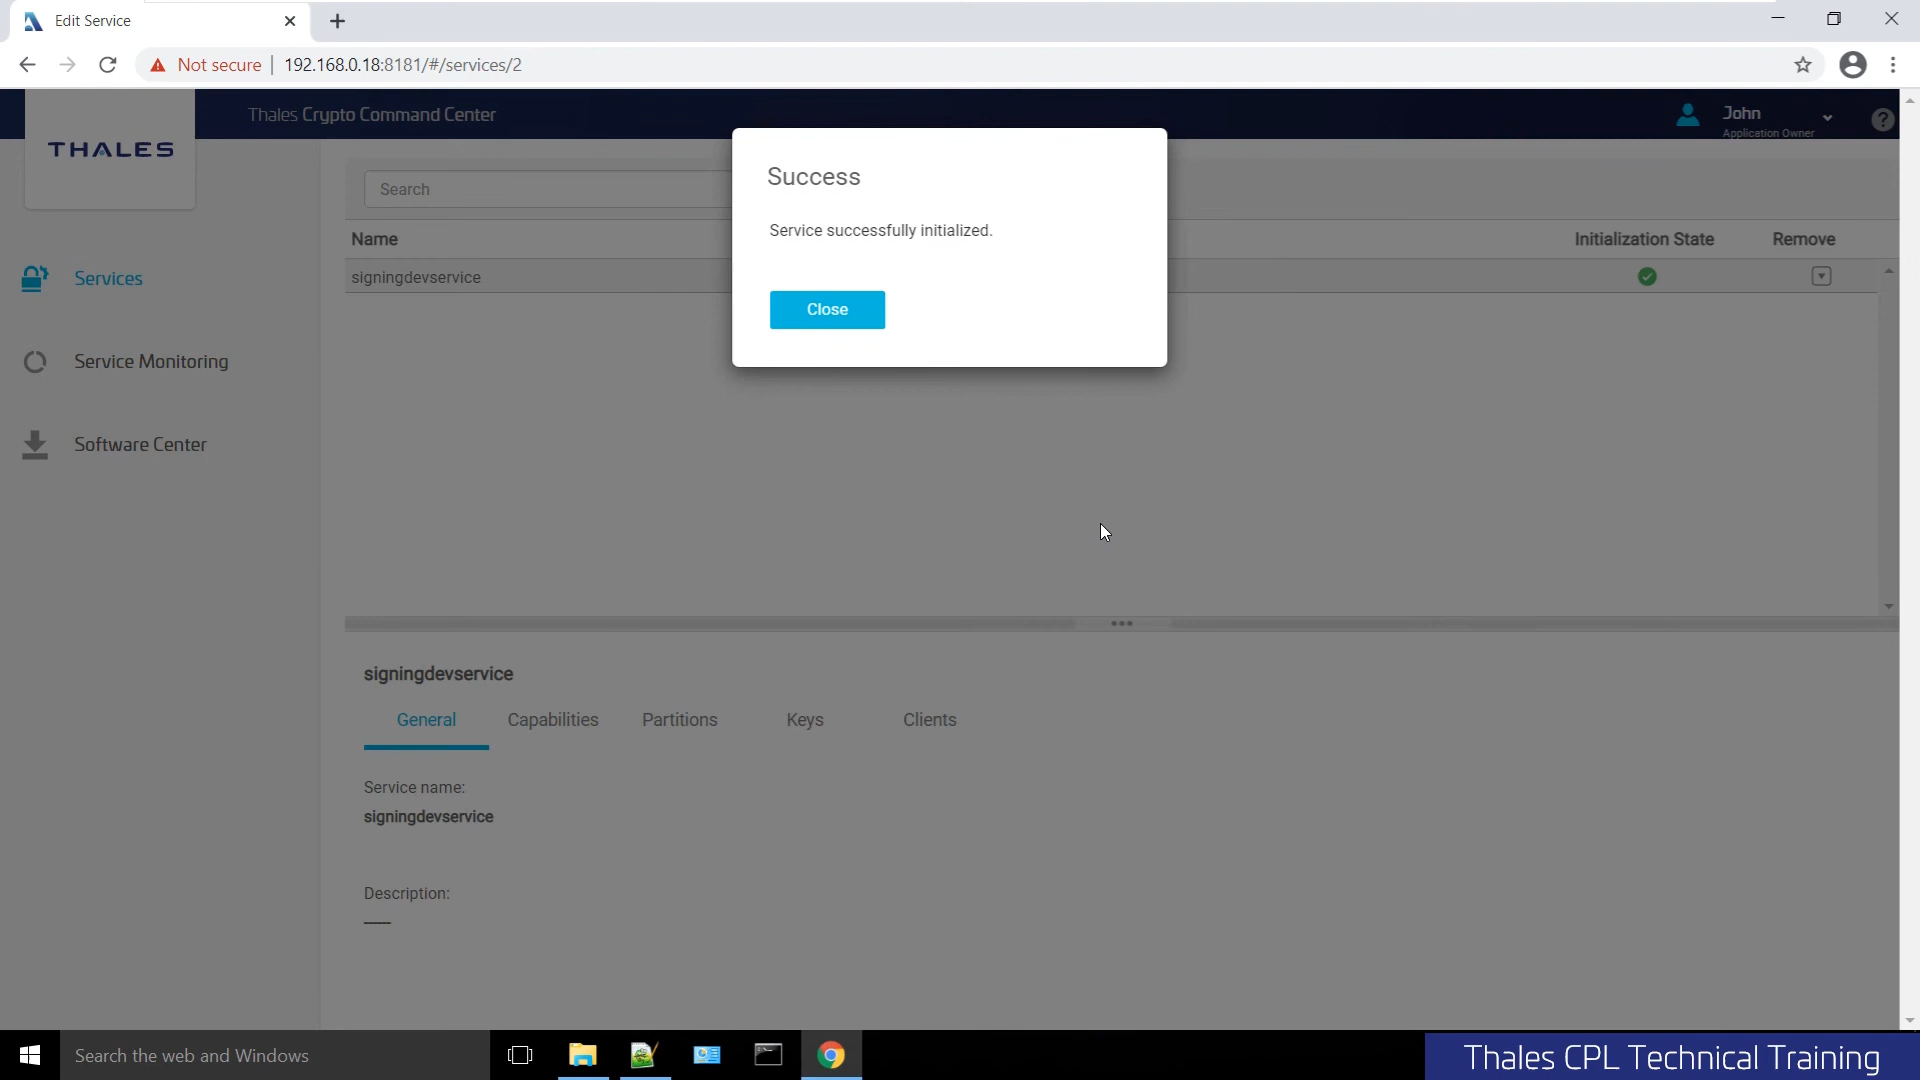 Edit Service
Not secure
192.168.0.18:8181/#/services/2
Thales Crypto Command Center
John
Application Owner
THALES
Search
Success
Service successfully initialized.
Close
Name
Initialization State
Remove
signingdevservice
Services
Service Monitoring
Software Center
signingdevservice
General
Capabilities
Partitions
Keys
Clients
Service name:
signingdevservice
Description:
Search the web and Windows
Thales CPL Technical Training